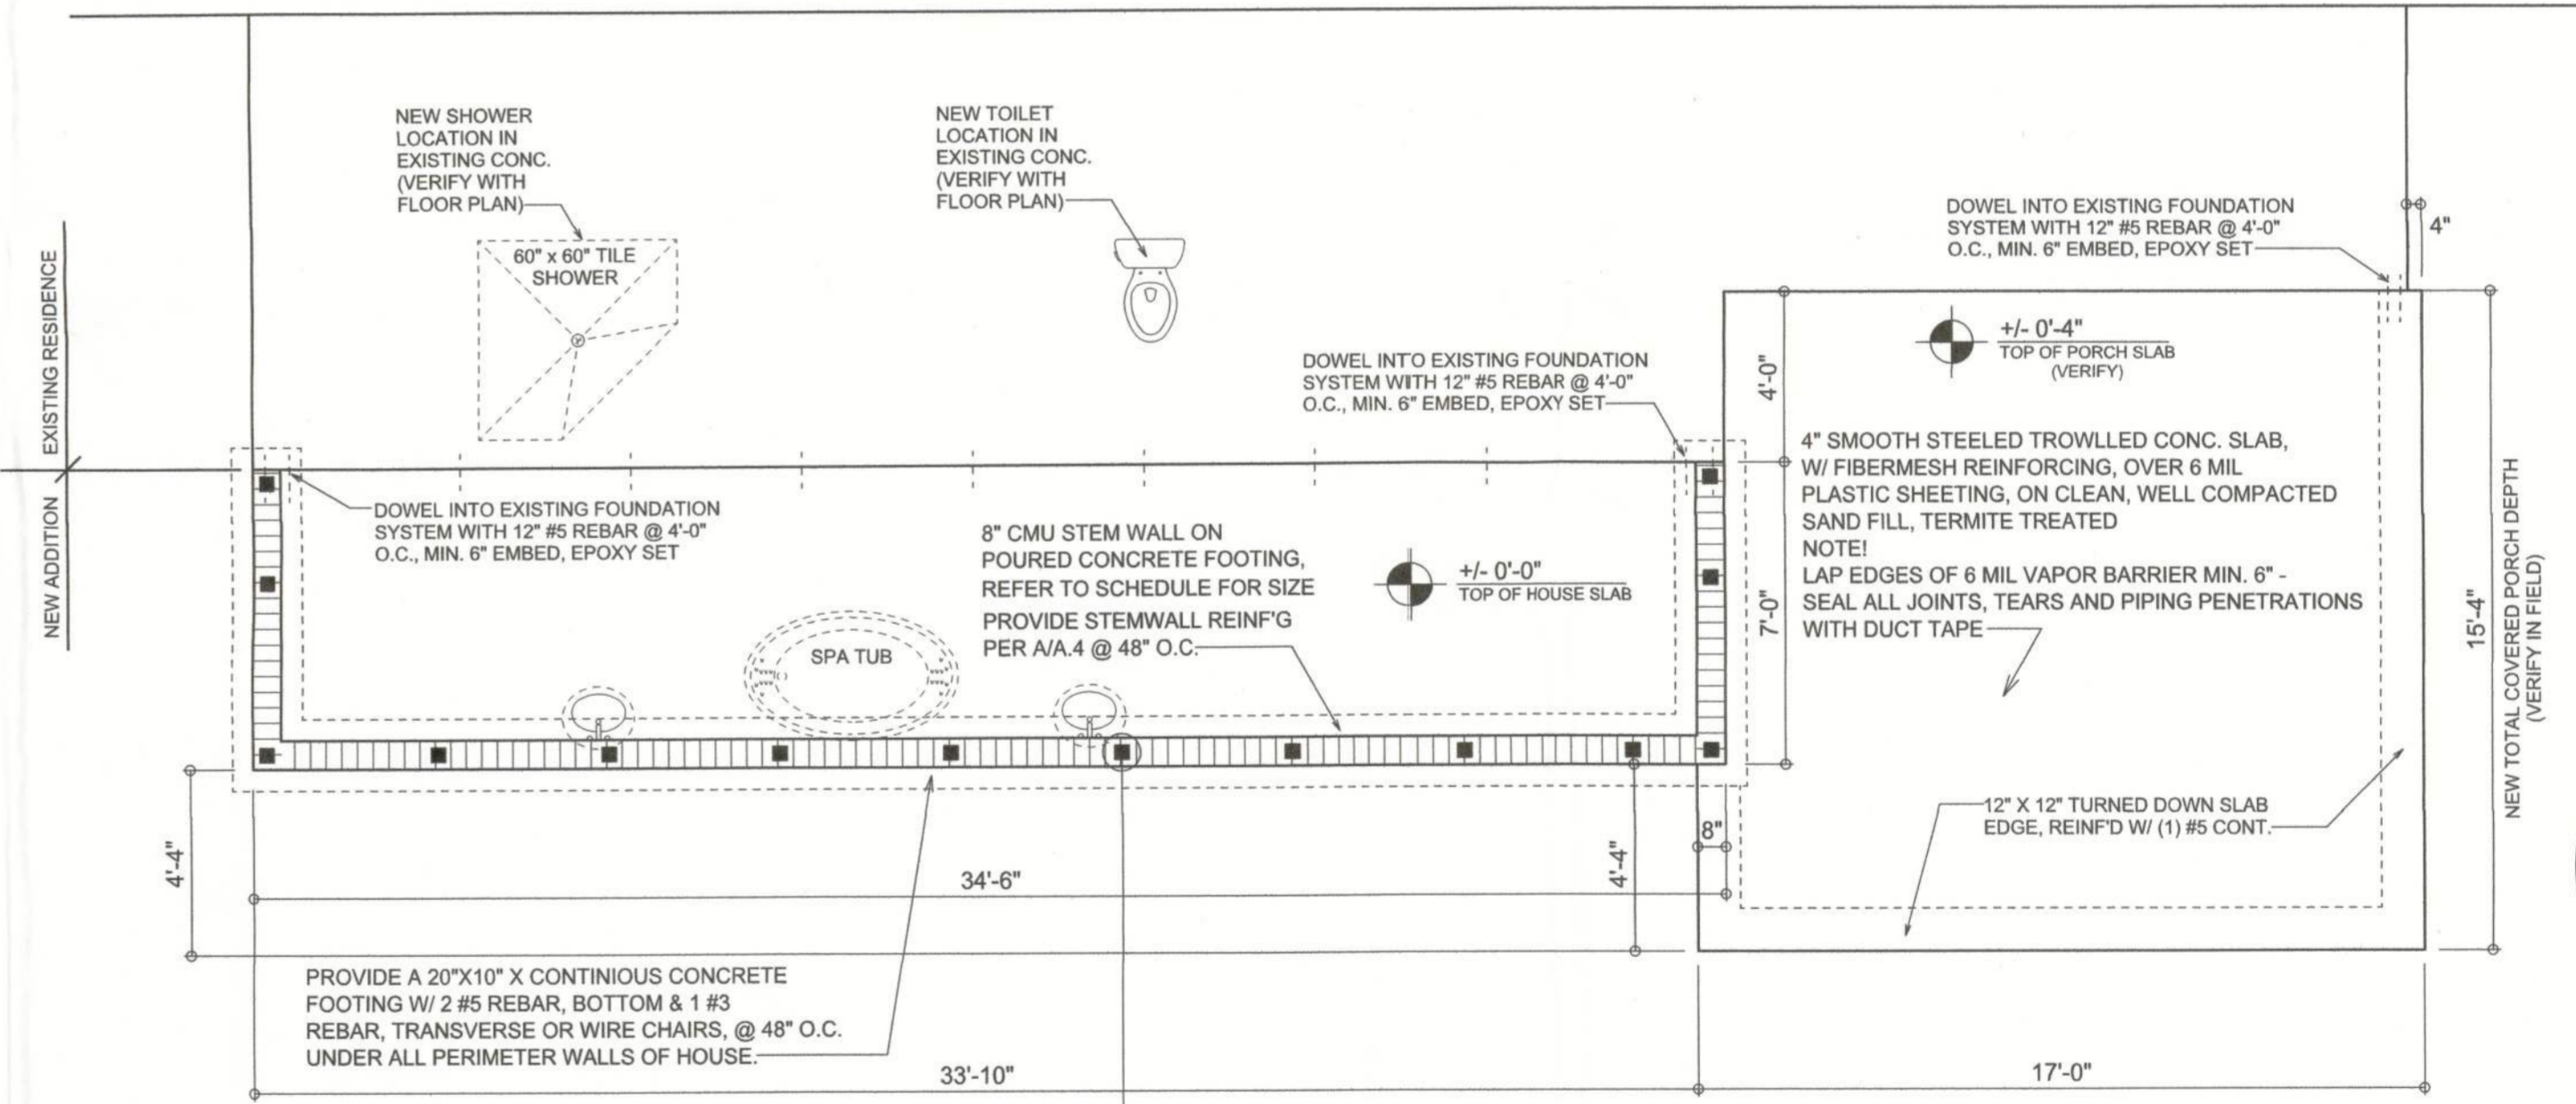 NEW SHOWER
LOCATION IN
EXISTING CONC.
(VERIFY WITH
FLOOR PLAN)
60" x 60" TILE
SHOWER
NEW TOILET
LOCATION IN
EXISTING CONC.
(VERIFY WITH
FLOOR PLAN)
DOWEL INTO EXISTING FOUNDATION
SYSTEM WITH 12" #5 REBAR @ 4'-0"
O.C., MIN. 6" EMBED, EPOXY SET
4"
EXISTING RESIDENCE
NEW ADDITION
DOWEL INTO EXISTING FOUNDATION
SYSTEM WITH 12" #5 REBAR @ 4'-0"
O.C., MIN. 6" EMBED, EPOXY SET
+/- 0'-4"
TOP OF PORCH SLAB
(VERIFY)
4'-0"
4" SMOOTH STEELED TROWLLED CONC. SLAB,
W/ FIBERMESH REINFORCING, OVER 6 MIL
PLASTIC SHEETING, ON CLEAN, WELL COMPACTED
SAND FILL, TERMITE TREATED
NOTE!
LAP EDGES OF 6 MIL VAPOR BARRIER MIN. 6" -
SEAL ALL JOINTS, TEARS AND PIPING PENETRATIONS
WITH DUCT TAPE
DOWEL INTO EXISTING FOUNDATION
SYSTEM WITH 12" #5 REBAR @ 4'-0"
O.C., MIN. 6" EMBED, EPOXY SET
8" CMU STEM WALL ON
POURED CONCRETE FOOTING,
REFER TO SCHEDULE FOR SIZE
PROVIDE STEMWALL REINF'G
PER A/A.4 @ 48" O.C.
+/- 0'-0"
TOP OF HOUSE SLAB
7'-0"
SPA TUB
15'-4"
NEW TOTAL COVERED PORCH DEPTH
(VERIFY IN FIELD)
12" X 12" TURNED DOWN SLAB
EDGE, REINF'D W/ (1) #5 CONT.
4'-4"
34'-6"
4'-4"
8"
PROVIDE A 20"X10" X CONTINIOUS CONCRETE
FOOTING W/ 2 #5 REBAR, BOTTOM & 1 #3
REBAR, TRANSVERSE OR WIRE CHAIRS, @ 48" O.C.
UNDER ALL PERIMETER WALLS OF HOUSE.
33'-10"
17'-0"